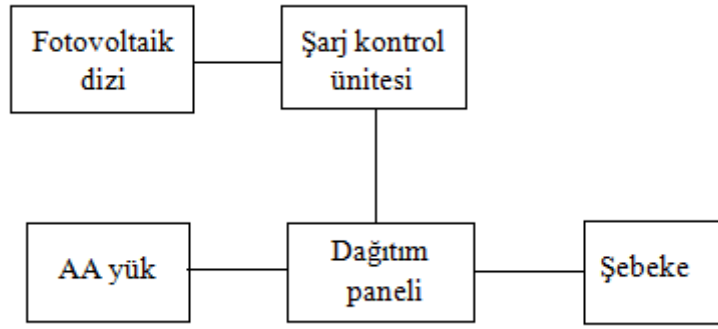 Fotovoltaik
dizi
Şarj kontrol
ünitesi
AA yük
Dağıtım
paneli
Şebeke